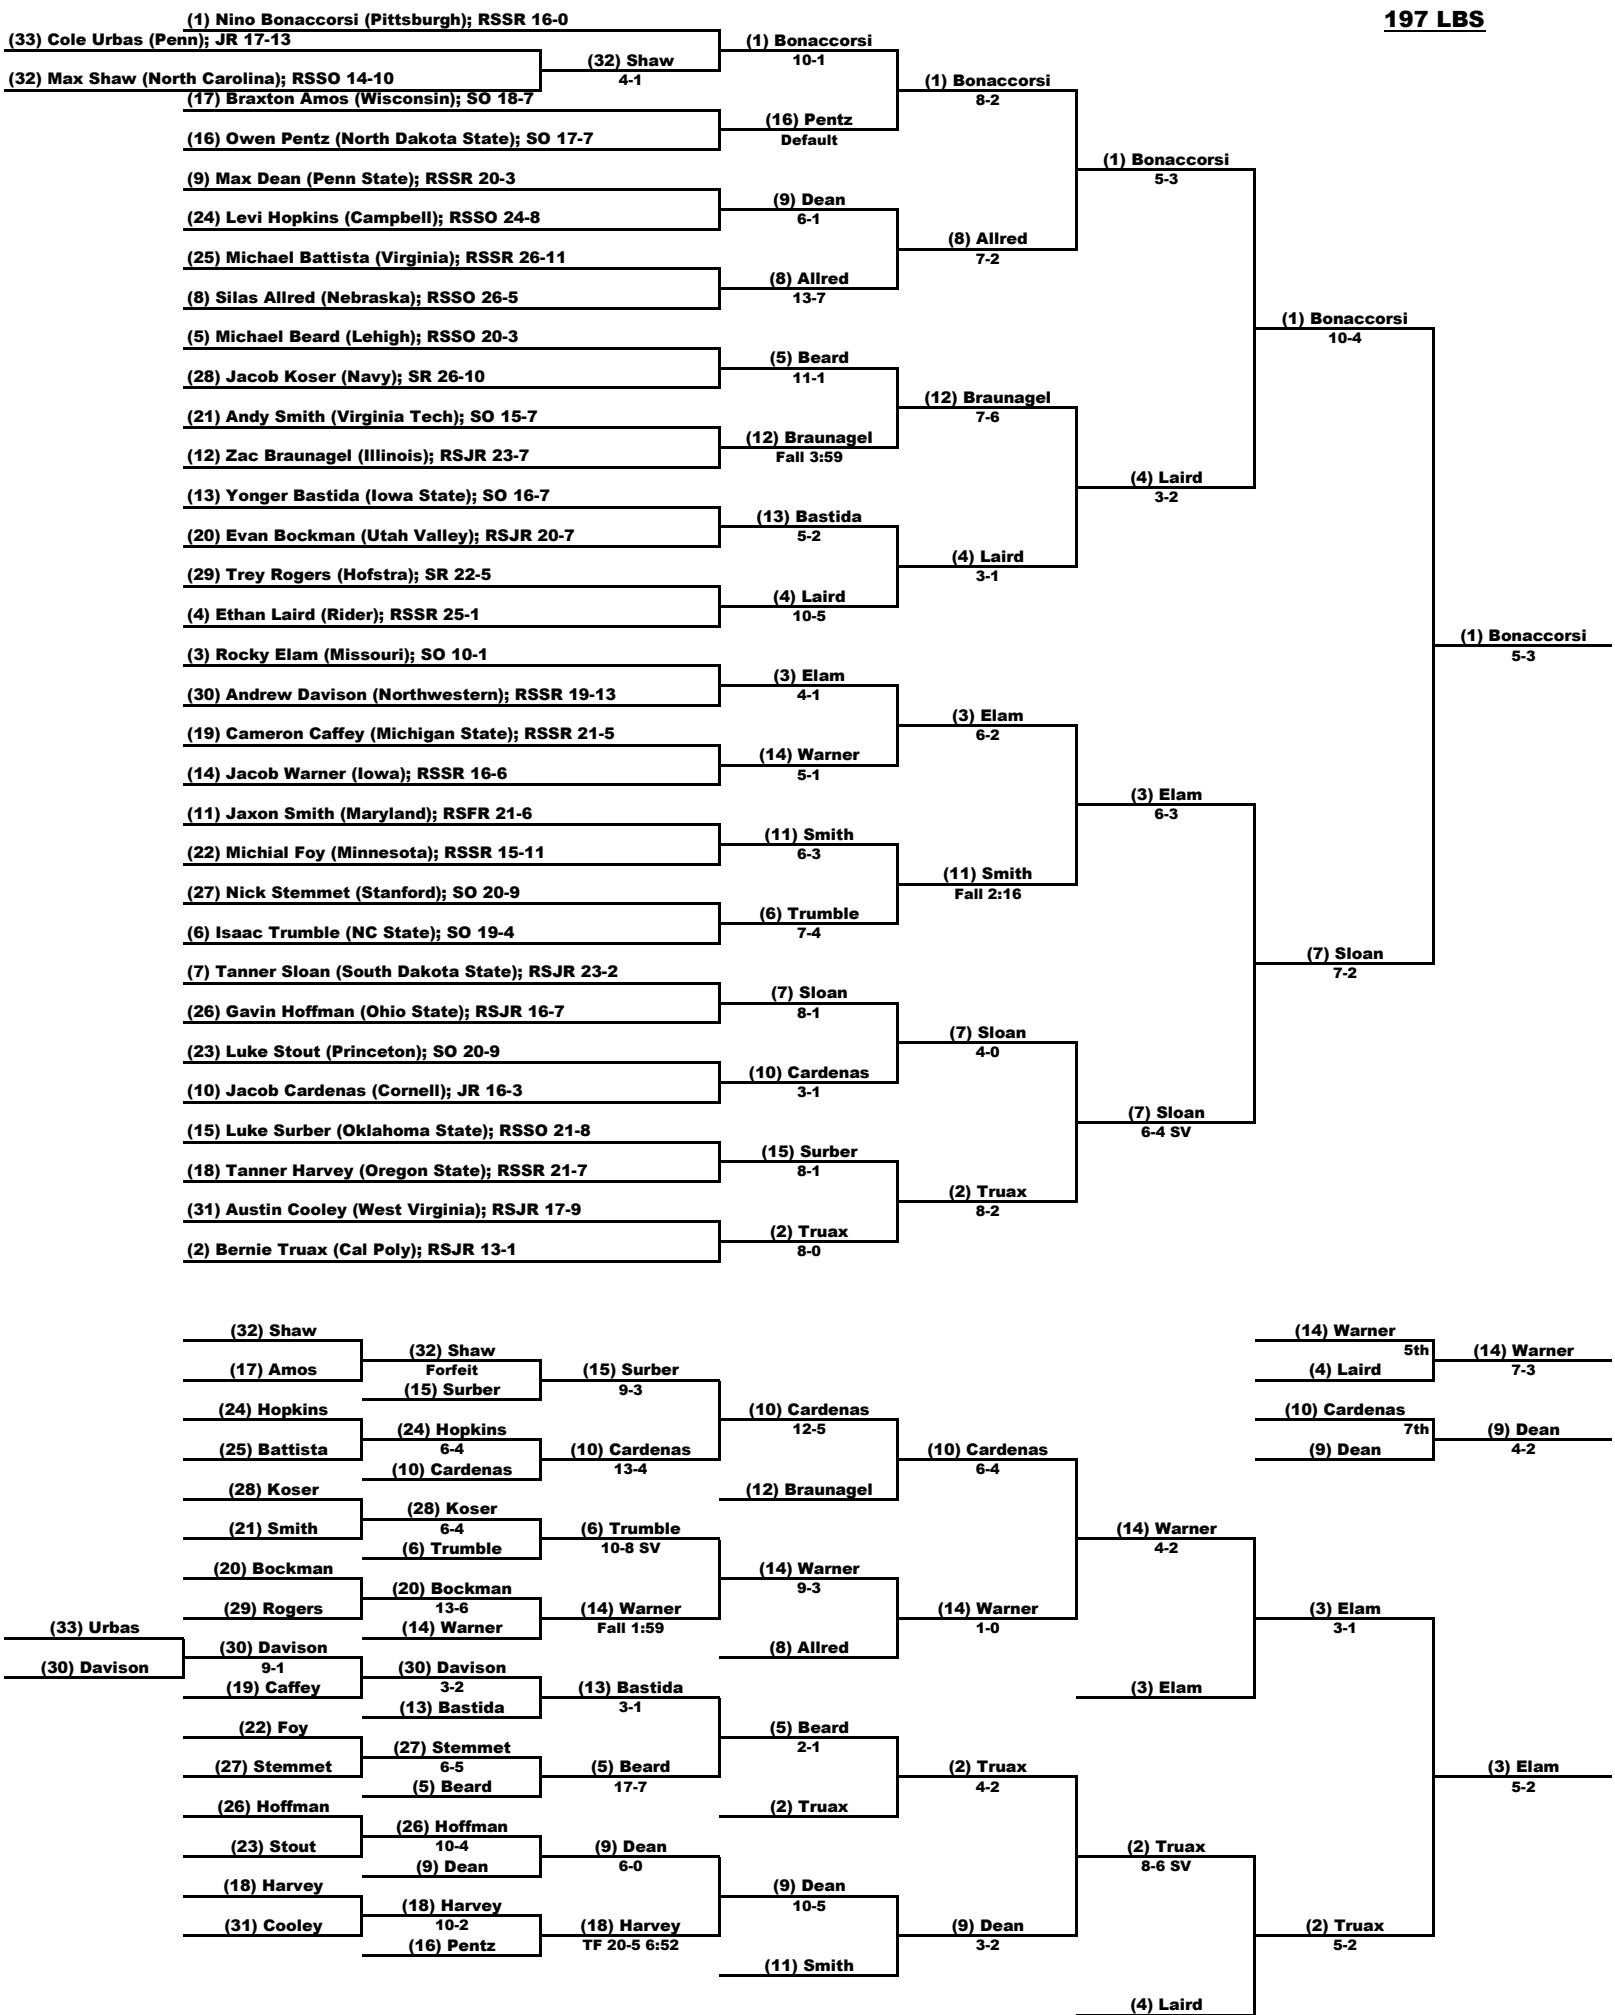 197 LBS
(1) Nino Bonaccorsi (Pittsburgh); RSSR 16-0
(33) Cole Urbas (Penn); JR 17-13
(32) Max Shaw (North Carolina); RSSO 14-10
(17) Braxton Amos (Wisconsin); SO 18-7
(16) Owen Pentz (North Dakota State); SO 17-7
(9) Max Dean (Penn State); RSSR 20-3
(24) Levi Hopkins (Campbell); RSSO 24-8
(25) Michael Battista (Virginia); RSSR 26-11
(8) Silas Allred (Nebraska); RSSO 26-5
(5) Michael Beard (Lehigh); RSSO 20-3
(28) Jacob Koser (Navy); SR 26-10
(21) Andy Smith (Virginia Tech); SO 15-7
(12) Zac Braunagel (Illinois); RSJR 23-7
(13) Yonger Bastida (Iowa State); SO 16-7
(20) Evan Bockman (Utah Valley); RSJR 20-7
(29) Trey Rogers (Hofstra); SR 22-5
(4) Ethan Laird (Rider); RSSR 25-1
(3) Rocky Elam (Missouri); SO 10-1
(30) Andrew Davison (Northwestern); RSSR 19-13
(19) Cameron Caffey (Michigan State); RSSR 21-5
(14) Jacob Warner (Iowa); RSSR 16-6
(11) Jaxon Smith (Maryland); RSFR 21-6
(22) Michial Foy (Minnesota); RSSR 15-11
(27) Nick Stemmet (Stanford); SO 20-9
(6) Isaac Trumble (NC State); SO 19-4
(7) Tanner Sloan (South Dakota State); RSJR 23-2
(26) Gavin Hoffman (Ohio State); RSJR 16-7
(23) Luke Stout (Princeton); SO 20-9
(10) Jacob Cardenas (Cornell); JR 16-3
(15) Luke Surber (Oklahoma State); RSSO 21-8
(18) Tanner Harvey (Oregon State); RSSR 21-7
(31) Austin Cooley (West Virginia); RSJR 17-9
(2) Bernie Truax (Cal Poly); RSJR 13-1
(32) Shaw
4-1
(1) Bonaccorsi
10-1
(16) Pentz
Default
(9) Dean
6-1
(8) Allred
13-7
(5) Beard
11-1
(12) Braunagel
Fall 3:59
(13) Bastida
5-2
(4) Laird
10-5
(3) Elam
4-1
(14) Warner
5-1
(11) Smith
6-3
(6) Trumble
7-4
(7) Sloan
8-1
(10) Cardenas
3-1
(15) Surber
8-1
(2) Truax
8-0
(1) Bonaccorsi
8-2
(8) Allred
7-2
(12) Braunagel
7-6
(4) Laird
3-1
(3) Elam
6-2
(11) Smith
Fall 2:16
(7) Sloan
4-0
(2) Truax
8-2
(1) Bonaccorsi
5-3
(4) Laird
3-2
(3) Elam
6-3
(7) Sloan
6-4 SV
(1) Bonaccorsi
10-4
(7) Sloan
7-2
(1) Bonaccorsi
5-3
(33) Urbas
(30) Davison
(32) Shaw
(17) Amos
(24) Hopkins
(25) Battista
(28) Koser
(21) Smith
(20) Bockman
(29) Rogers
(30) Davison
9-1
(19) Caffey
(22) Foy
(27) Stemmet
(26) Hoffman
(23) Stout
(18) Harvey
(31) Cooley
(32) Shaw
Forfeit
(15) Surber
(24) Hopkins
6-4
(10) Cardenas
(28) Koser
6-4
(6) Trumble
(20) Bockman
13-6
(14) Warner
(30) Davison
3-2
(13) Bastida
(27) Stemmet
6-5
(5) Beard
(26) Hoffman
10-4
(9) Dean
(18) Harvey
10-2
(16) Pentz
(15) Surber
9-3
(10) Cardenas
13-4
(6) Trumble
10-8 SV
(14) Warner
Fall 1:59
(13) Bastida
3-1
(5) Beard
17-7
(9) Dean
6-0
(18) Harvey
TF 20-5 6:52
(10) Cardenas
12-5
(12) Braunagel
(14) Warner
9-3
(8) Allred
(5) Beard
2-1
(2) Truax
(9) Dean
10-5
(11) Smith
(10) Cardenas
6-4
(14) Warner
1-0
(2) Truax
4-2
(9) Dean
3-2
(14) Warner
4-2
(3) Elam
(2) Truax
8-6 SV
(4) Laird
(3) Elam
3-1
(2) Truax
5-2
(3) Elam
5-2
(14) Warner
5th
(4) Laird
(14) Warner
7-3
(10) Cardenas
7th
(9) Dean
(9) Dean
4-2